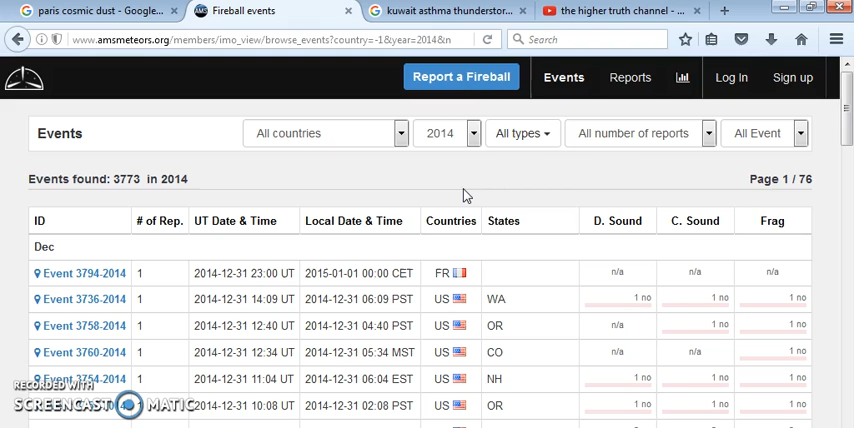 paris cosmic dust - Google... × Fireball events × kuwait asthma thunderstor... × the higher truth channel - ... × +
www.amsmeteors.org/members/imo_view/browse_events?country=-1&year=2014&n Search
Report a Fireball Events Reports Log In Sign up
Events All countries 2014 All types All number of reports All Event
Events found: 3773 in 2014 Page 1 / 76
ID # of Rep. UT Date & Time Local Date & Time Countries States D. Sound C. Sound Frag
Dec
Event 3794-2014 1 2014-12-31 23:00 UT 2015-01-01 00:00 CET FR n/a n/a n/a
Event 3736-2014 1 2014-12-31 14:09 UT 2014-12-31 06:09 PST US WA 1 no 1 no 1 no
Event 3758-2014 1 2014-12-31 12:40 UT 2014-12-31 04:40 PST US OR n/a 1 no 1 no
Event 3760-2014 1 2014-12-31 12:34 UT 2014-12-31 05:34 MST US CO n/a n/a 1 no
Event 3754-2014 1 2014-12-31 11:04 UT 2014-12-31 06:04 EST US NH 1 no 1 no 1 no
1 2014-12-31 10:08 UT 2014-12-31 02:08 PST US OR 1 no 1 no 1 no
RECORDED WITH
SCREENCAST MATIC